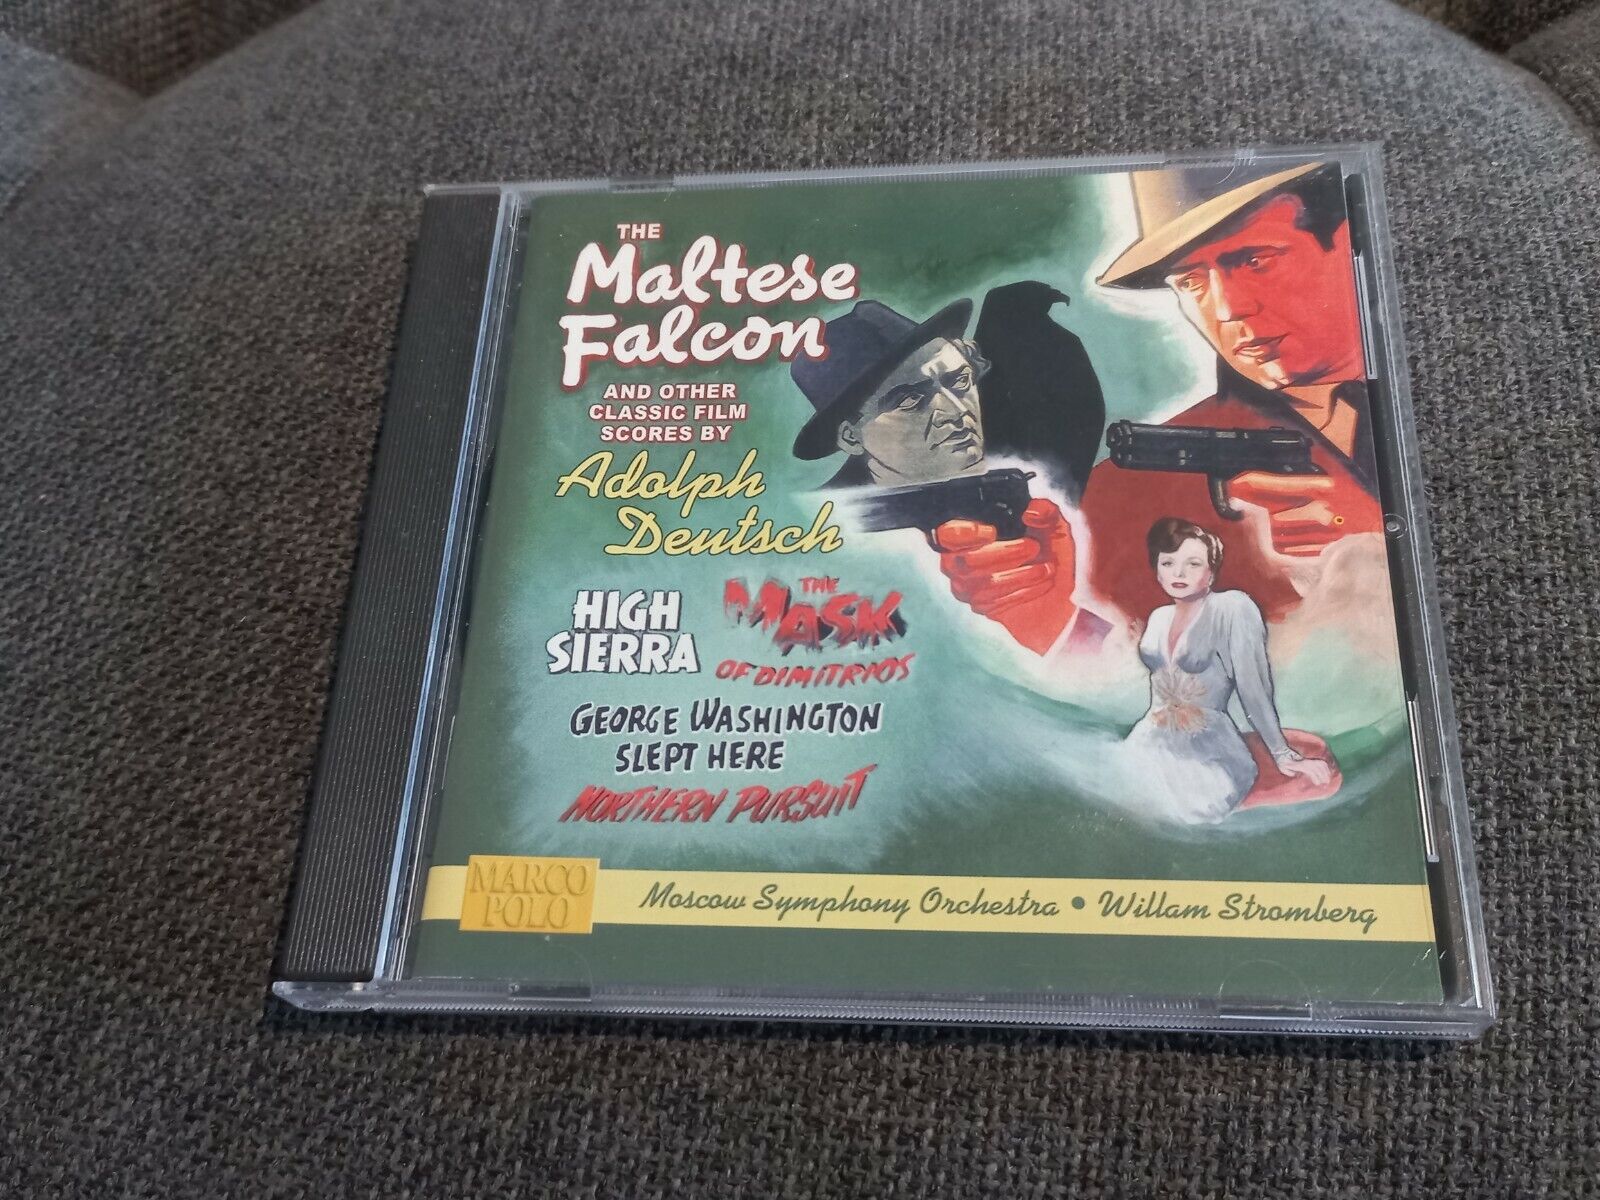 THE
Maltese
Falcon
AND OTHER
CLASSIC FILM
SCORES BY
Adolph
Deutsch
HIGH
SIERRA
THE
MASK
OF DIMITRIOS
GEORGE WASHINGTON
SLEPT HERE
NORTHERN PURSUIT
MARCO
POLO
Moscow Symphony Orchestra • Willam Stromberg